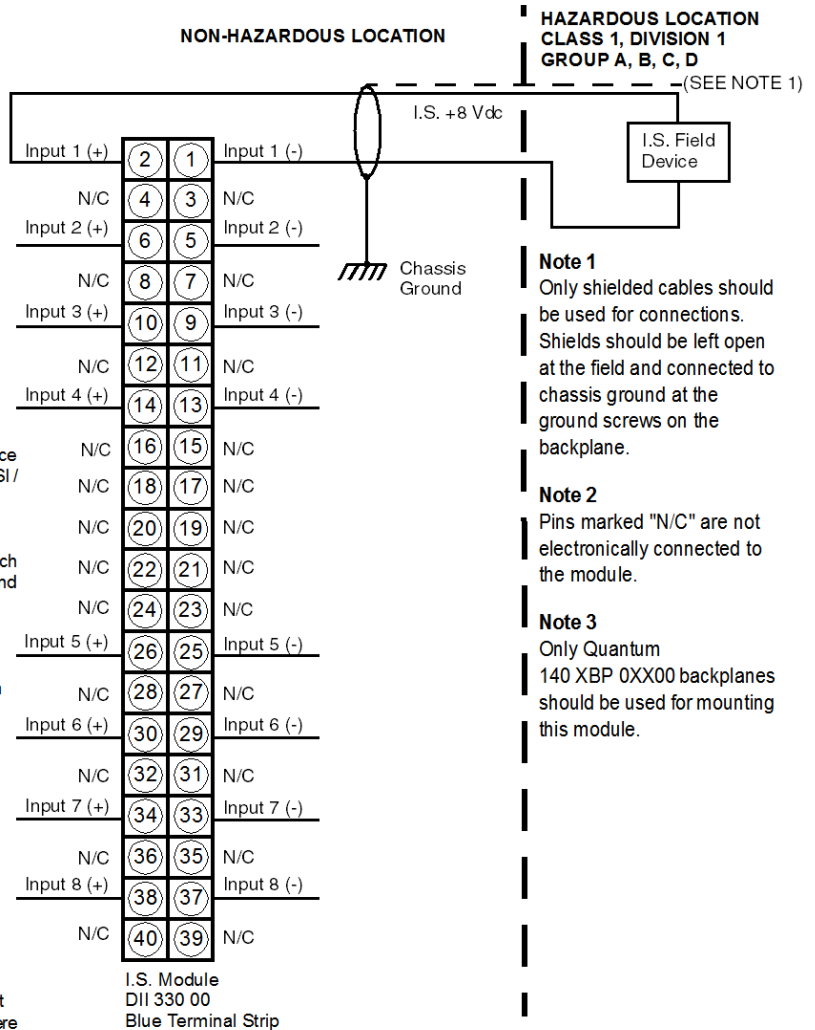 NON-HAZARDOUS LOCATION
HAZARDOUS LOCATION
CLASS 1, DIVISION 1
GROUP A, B, C, D
(SEE NOTE 1)
I.S. +8 Vdc
I.S. Field
Device
Input 1 (+) 2 1 Input 1 (-)
N/C 4 3 N/C
Input 2 (+) 6 5 Input 2 (-)
N/C 8 7 N/C
Input 3 (+) 10 9 Input 3 (-)
N/C 12 11 N/C
Input 4 (+) 14 13 Input 4 (-)
N/C 16 15 N/C
N/C 18 17 N/C
N/C 20 19 N/C
N/C 22 21 N/C
N/C 24 23 N/C
Input 5 (+) 26 25 Input 5 (-)
N/C 28 27 N/C
Input 6 (+) 30 29 Input 6 (-)
N/C 32 31 N/C
Input 7 (+) 34 33 Input 7 (-)
N/C 36 35 N/C
Input 8 (+) 38 37 Input 8 (-)
N/C 40 39 N/C
Chassis
Ground
I.S. Module
DII 330 00
Blue Terminal Strip
Note 1
Only shielded cables should
be used for connections.
Shields should be left open
at the field and connected to
chassis ground at the
ground screws on the
backplane.
Note 2
Pins marked "N/C" are not
electronically connected to
the module.
Note 3
Only Quantum
140 XBP 0XX00 backplanes
should be used for mounting
this module.